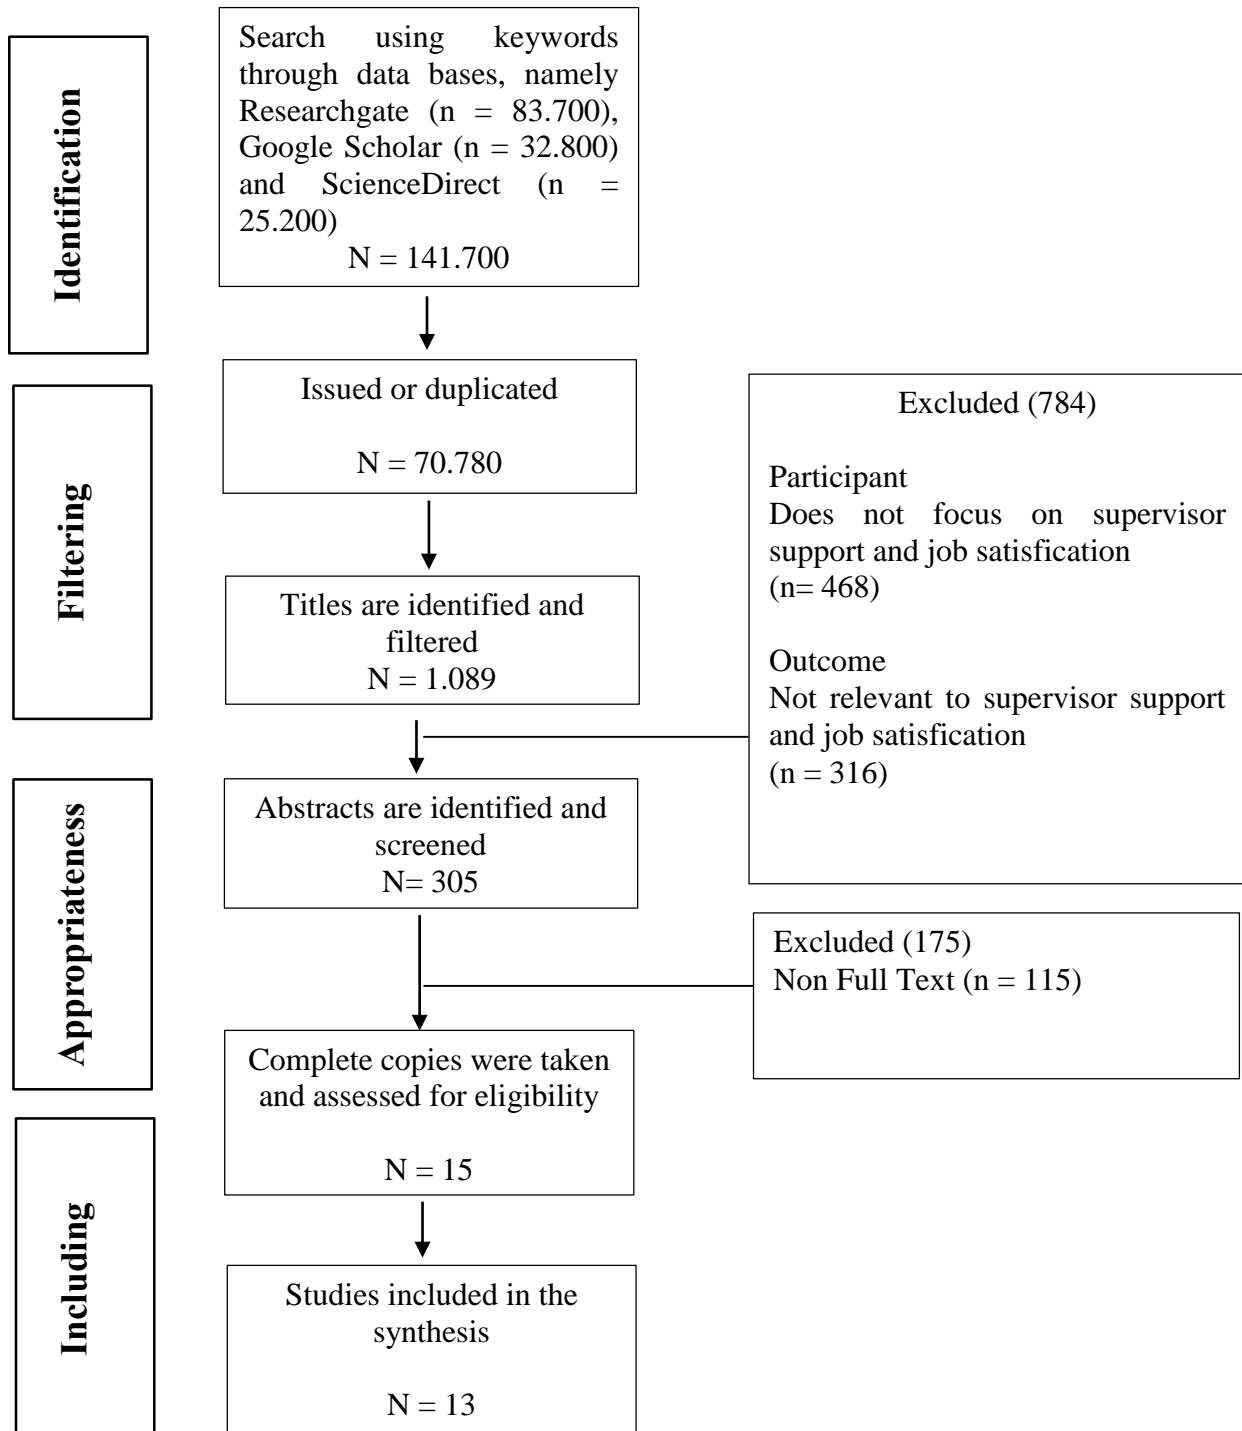 Identification
Search using keywords
through data bases, namely
Researchgate (n = 83.700),
Google Scholar (n = 32.800)
and ScienceDirect (n =
25.200)
N = 141.700
Filtering
Issued or duplicated
N = 70.780
Titles are identified and
filtered
N = 1.089
Excluded (784)
Participant
Does not focus on supervisor
support and job satisfication
(n= 468)
Outcome
Not relevant to supervisor support
and job satisfication
(n = 316)
Appropriateness
Abstracts are identified and
screened
N= 305
Excluded (175)
Non Full Text (n = 115)
Complete copies were taken
and assessed for eligibility
N = 15
Including
Studies included in the
synthesis
N = 13